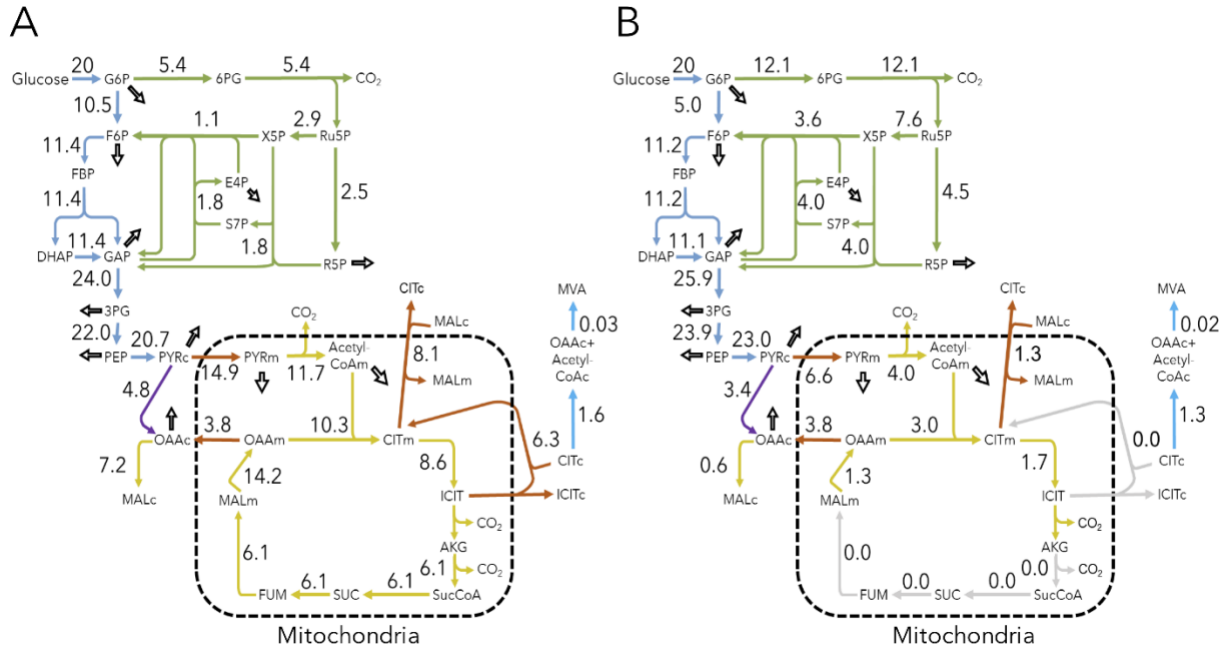 A
Glucose 20 G6P 5.4 6PG 5.4 CO2
10.5
F6P 1.1 X5P 2.9 Ru5P
11.4
FBP
E4P
1.8
2.5
11.4
S7P
1.8
DHAP 11.4 GAP
R5P
24.0
3PG
22.0
PEP 20.7 PYRc 14.9 PYRm 11.7 Acetyl-
CoAm
CO2
CITc
MALc
8.1
MALm
MVA
0.03
OAAc+
Acetyl-
CoAc
1.6
4.8
OAAc 3.8 OAAm 10.3 CITm
6.3
CITc
7.2
MALc
14.2
MALm
8.6
ICIT
ICITc
CO2
AKG
6.1
CO2
6.1
FUM 6.1 SUC 6.1 SucCoA
Mitochondria
B
Glucose 20 G6P 12.1 6PG 12.1 CO2
5.0
F6P 3.6 X5P 7.6 Ru5P
11.2
FBP
E4P
4.0
4.5
11.2
S7P
4.0
DHAP 11.1 GAP
R5P
25.9
3PG
23.9
PEP 23.0 PYRc 6.6 PYRm 4.0 Acetyl-
CoAm
CO2
CITc
MALc
1.3
MALm
MVA
0.02
OAAc+
Acetyl-
CoAc
1.3
3.4
OAAc 3.8 OAAm 3.0 CITm
0.0
CITc
0.6
MALc
1.3
MALm
1.7
ICIT
ICITc
CO2
AKG
0.0
CO2
0.0
FUM 0.0 SUC 0.0 SucCoA
Mitochondria